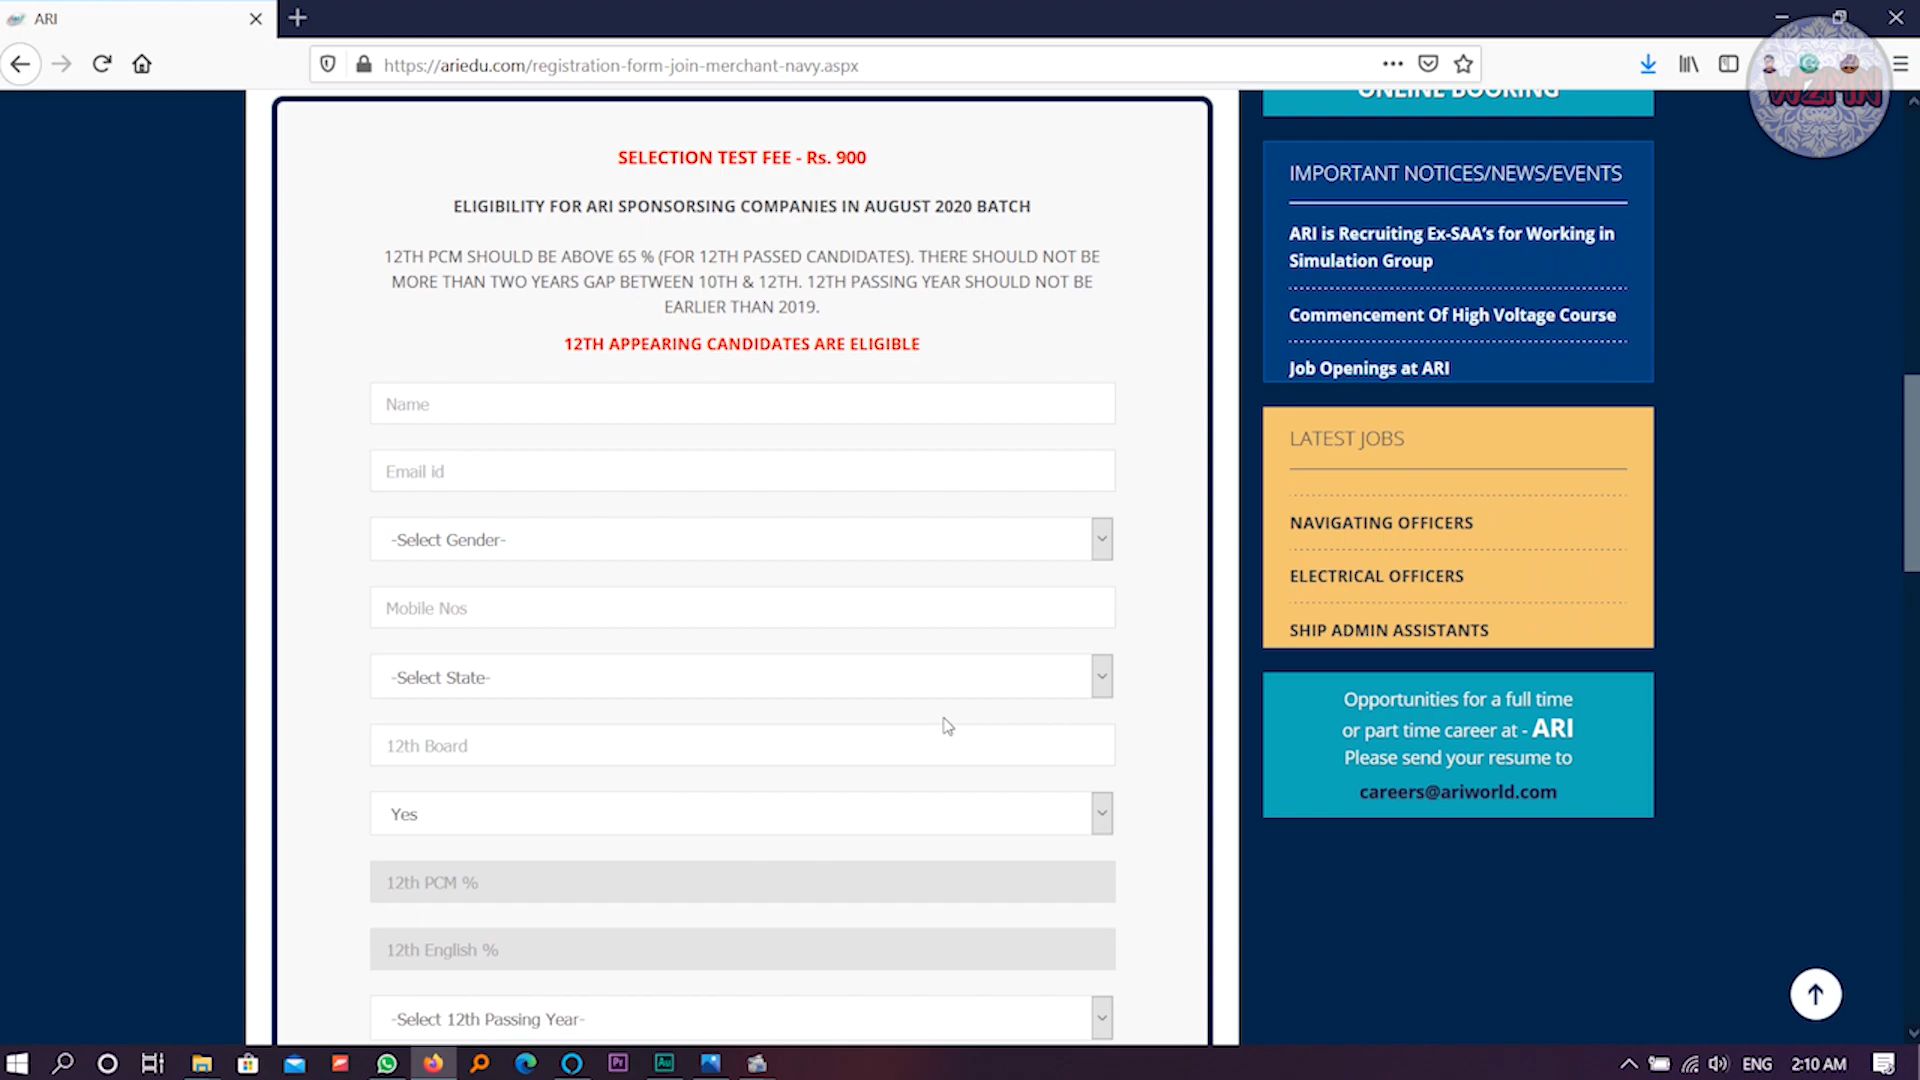 ARI
https://ariedu.com/registration-form-join-merchant-navy.aspx
WZMN
SELECTION TEST FEE - Rs. 900
ELIGIBILITY FOR ARI SPONSORSING COMPANIES IN AUGUST 2020 BATCH
12TH PCM SHOULD BE ABOVE 65 % (FOR 12TH PASSED CANDIDATES). THERE SHOULD NOT BE
MORE THAN TWO YEARS GAP BETWEEN 10TH & 12TH. 12TH PASSING YEAR SHOULD NOT BE
EARLIER THAN 2019.
12TH APPEARING CANDIDATES ARE ELIGIBLE
Name
Email id
-Select Gender-
Mobile Nos
-Select State-
12th Board
Yes
12th PCM %
12th English %
-Select 12th Passing Year-
ONLINE BOOKING
IMPORTANT NOTICES/NEWS/EVENTS
ARI is Recruiting Ex-SAA's for Working in
Simulation Group
Commencement Of High Voltage Course
Job Openings at ARI
LATEST JOBS
NAVIGATING OFFICERS
ELECTRICAL OFFICERS
SHIP ADMIN ASSISTANTS
Opportunities for a full time
or part time career at - ARI
Please send your resume to
careers@ariworld.com
Pr
Au
ENG
2:10 AM